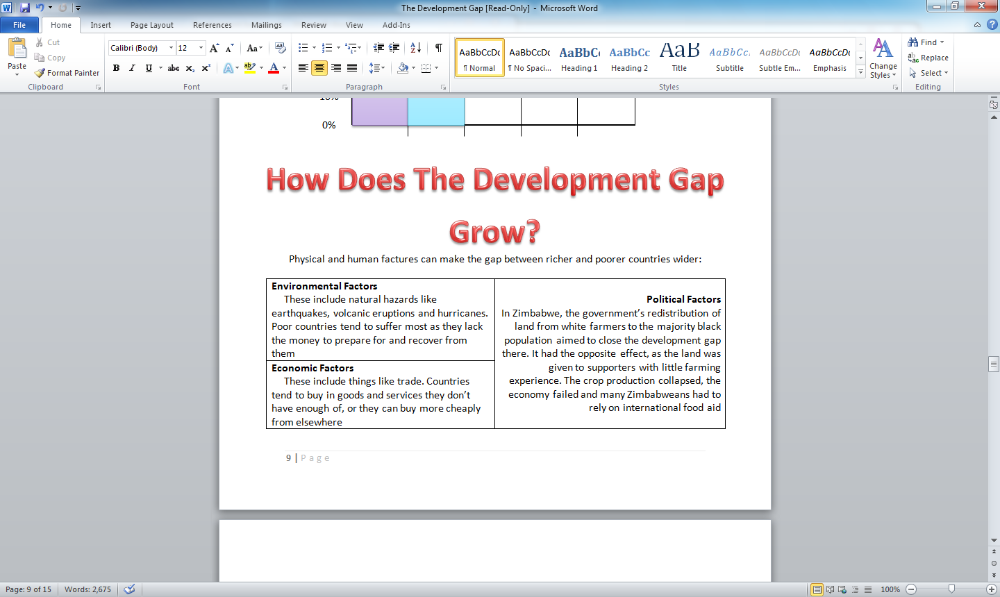 The Development Gap [Read-Only] - Microsoft Word
File Home Insert Page Layout References Mailings Review View Add-Ins
Paste
Cut
Copy
Format Painter
Clipboard
Calibri (Body) 12
Font
Paragraph
AaBbCcDc AaBbCcDc AaBbCc AaBbCc AaB AaBbCc. AaBbCcDc AaBbCcDc
¶ Normal ¶ No Spaci... Heading 1 Heading 2 Title Subtitle Subtle Em... Emphasis
Change Styles
Styles
Find
Replace
Select
Editing
10%
0%
How Does The Development Gap
Grow?
Physical and human factures can make the gap between richer and poorer countries wider:
Environmental Factors
These include natural hazards like
earthquakes, volcanic eruptions and hurricanes.
Poor countries tend to suffer most as they lack
the money to prepare for and recover from
them
Economic Factors
These include things like trade. Countries
tend to buy in goods and services they don’t
have enough of, or they can buy more cheaply
from elsewhere
Political Factors
In Zimbabwe, the government’s redistribution of
land from white farmers to the majority black
population aimed to close the development gap
there. It had the opposite effect, as the land was
given to supporters with little farming
experience. The crop production collapsed, the
economy failed and many Zimbabweans had to
rely on international food aid
9 | Page
Page: 9 of 15 Words: 2,675 100%